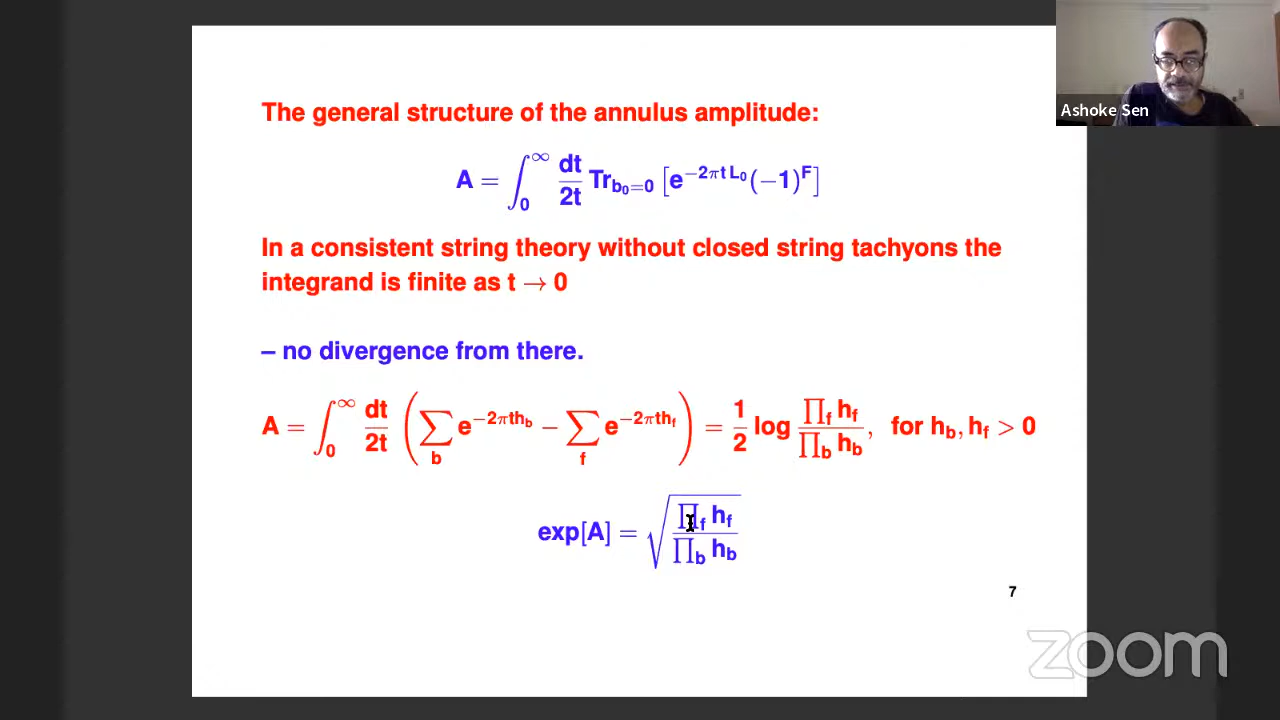 The general structure of the annulus amplitude:
A = ∫₀^∞ dt/2t Tr_{b₀=0} [e^{−2πt L₀}(−1)^F]
In a consistent string theory without closed string tachyons the
integrand is finite as t → 0
– no divergence from there.
A = ∫₀^∞ dt/2t (∑_b e^{−2πth_b} − ∑_f e^{−2πth_f}) = 1/2 log ∏_f h_f / ∏_b h_b, for h_b, h_f > 0
exp[A] = √(∏_f h_f / ∏_b h_b)
7
Ashoke Sen
zoom